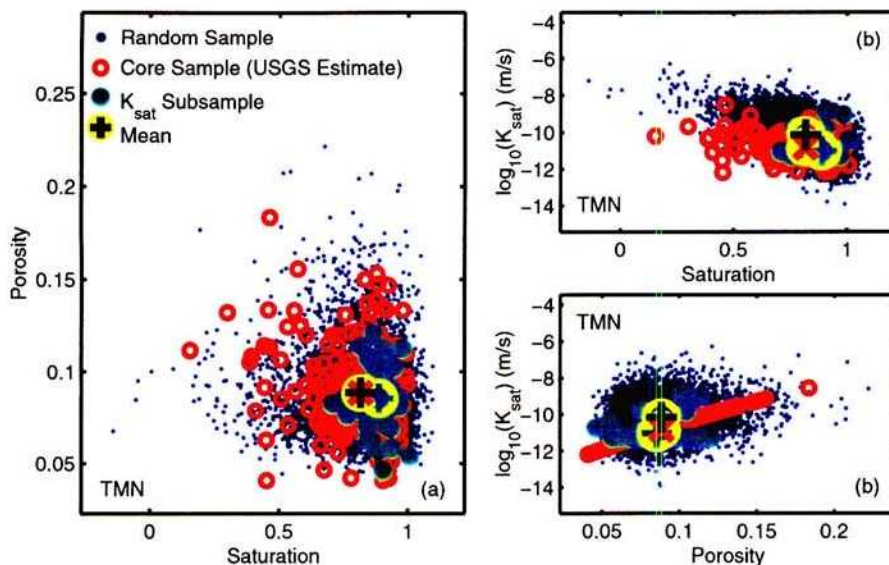 Random Sample
Core Sample (USGS Estimate)
K_sat Subsample
Mean
0.25
0.2
0.15
0.1
0.05
Porosity
TMN
(a)
0
0.5
1
Saturation
(b)
−4
−6
−8
−10
−12
−14
log₁₀(K_sat) (m/s)
TMN
0
0.5
1
Saturation
TMN
−4
−6
−8
−10
−12
−14
log₁₀(K_sat) (m/s)
(b)
0.05
0.1
0.15
0.2
Porosity